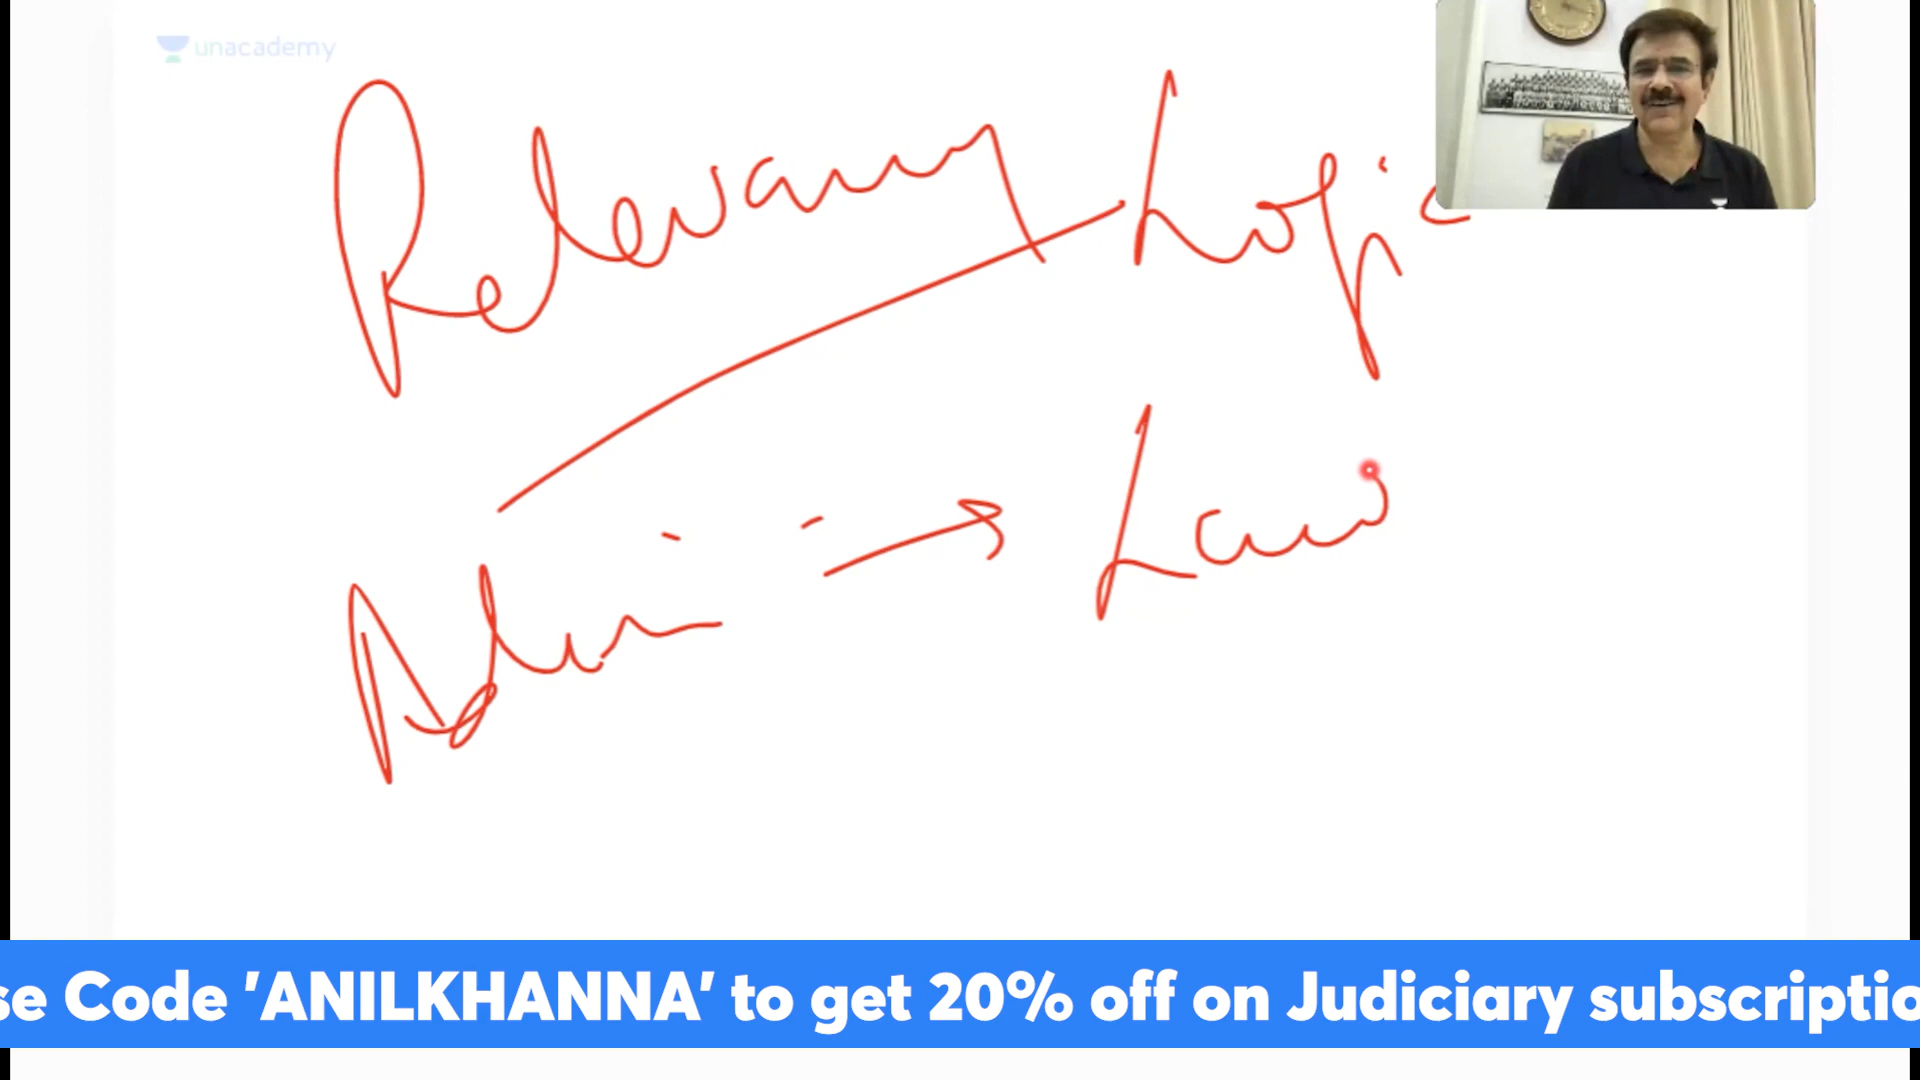 unacademy
Relevancy Logic
Admi → Law
se Code 'ANILKHANNA' to get 20% off on Judiciary subscriptio